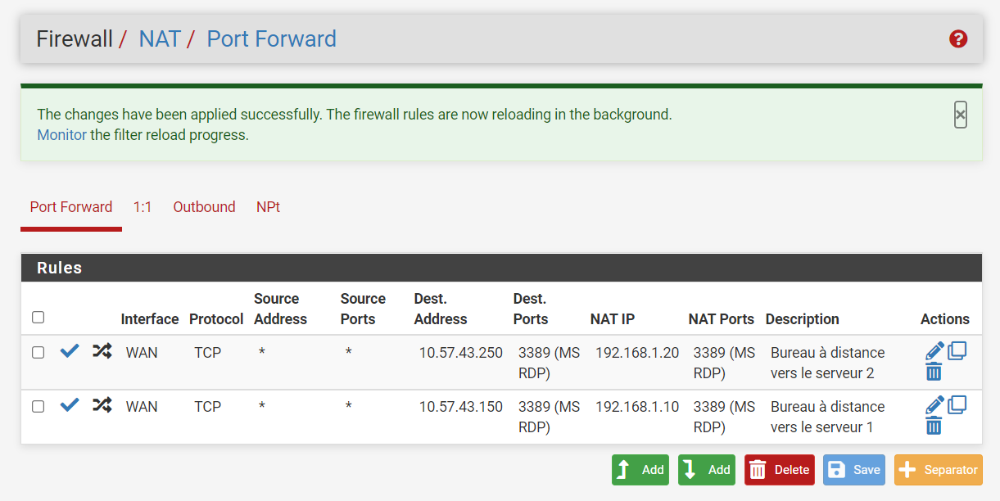 Firewall / NAT / Port Forward
The changes have been applied successfully. The firewall rules are now reloading in the background.
Monitor the filter reload progress.
Port Forward 1:1 Outbound NPt
Rules
Interface Protocol Source Address Source Ports Dest. Address Dest. Ports NAT IP NAT Ports Description Actions
WAN TCP * * 10.57.43.250 3389 (MS RDP) 192.168.1.20 3389 (MS RDP) Bureau à distance vers le serveur 2
WAN TCP * * 10.57.43.150 3389 (MS RDP) 192.168.1.10 3389 (MS RDP) Bureau à distance vers le serveur 1
Add Add Delete Save Separator